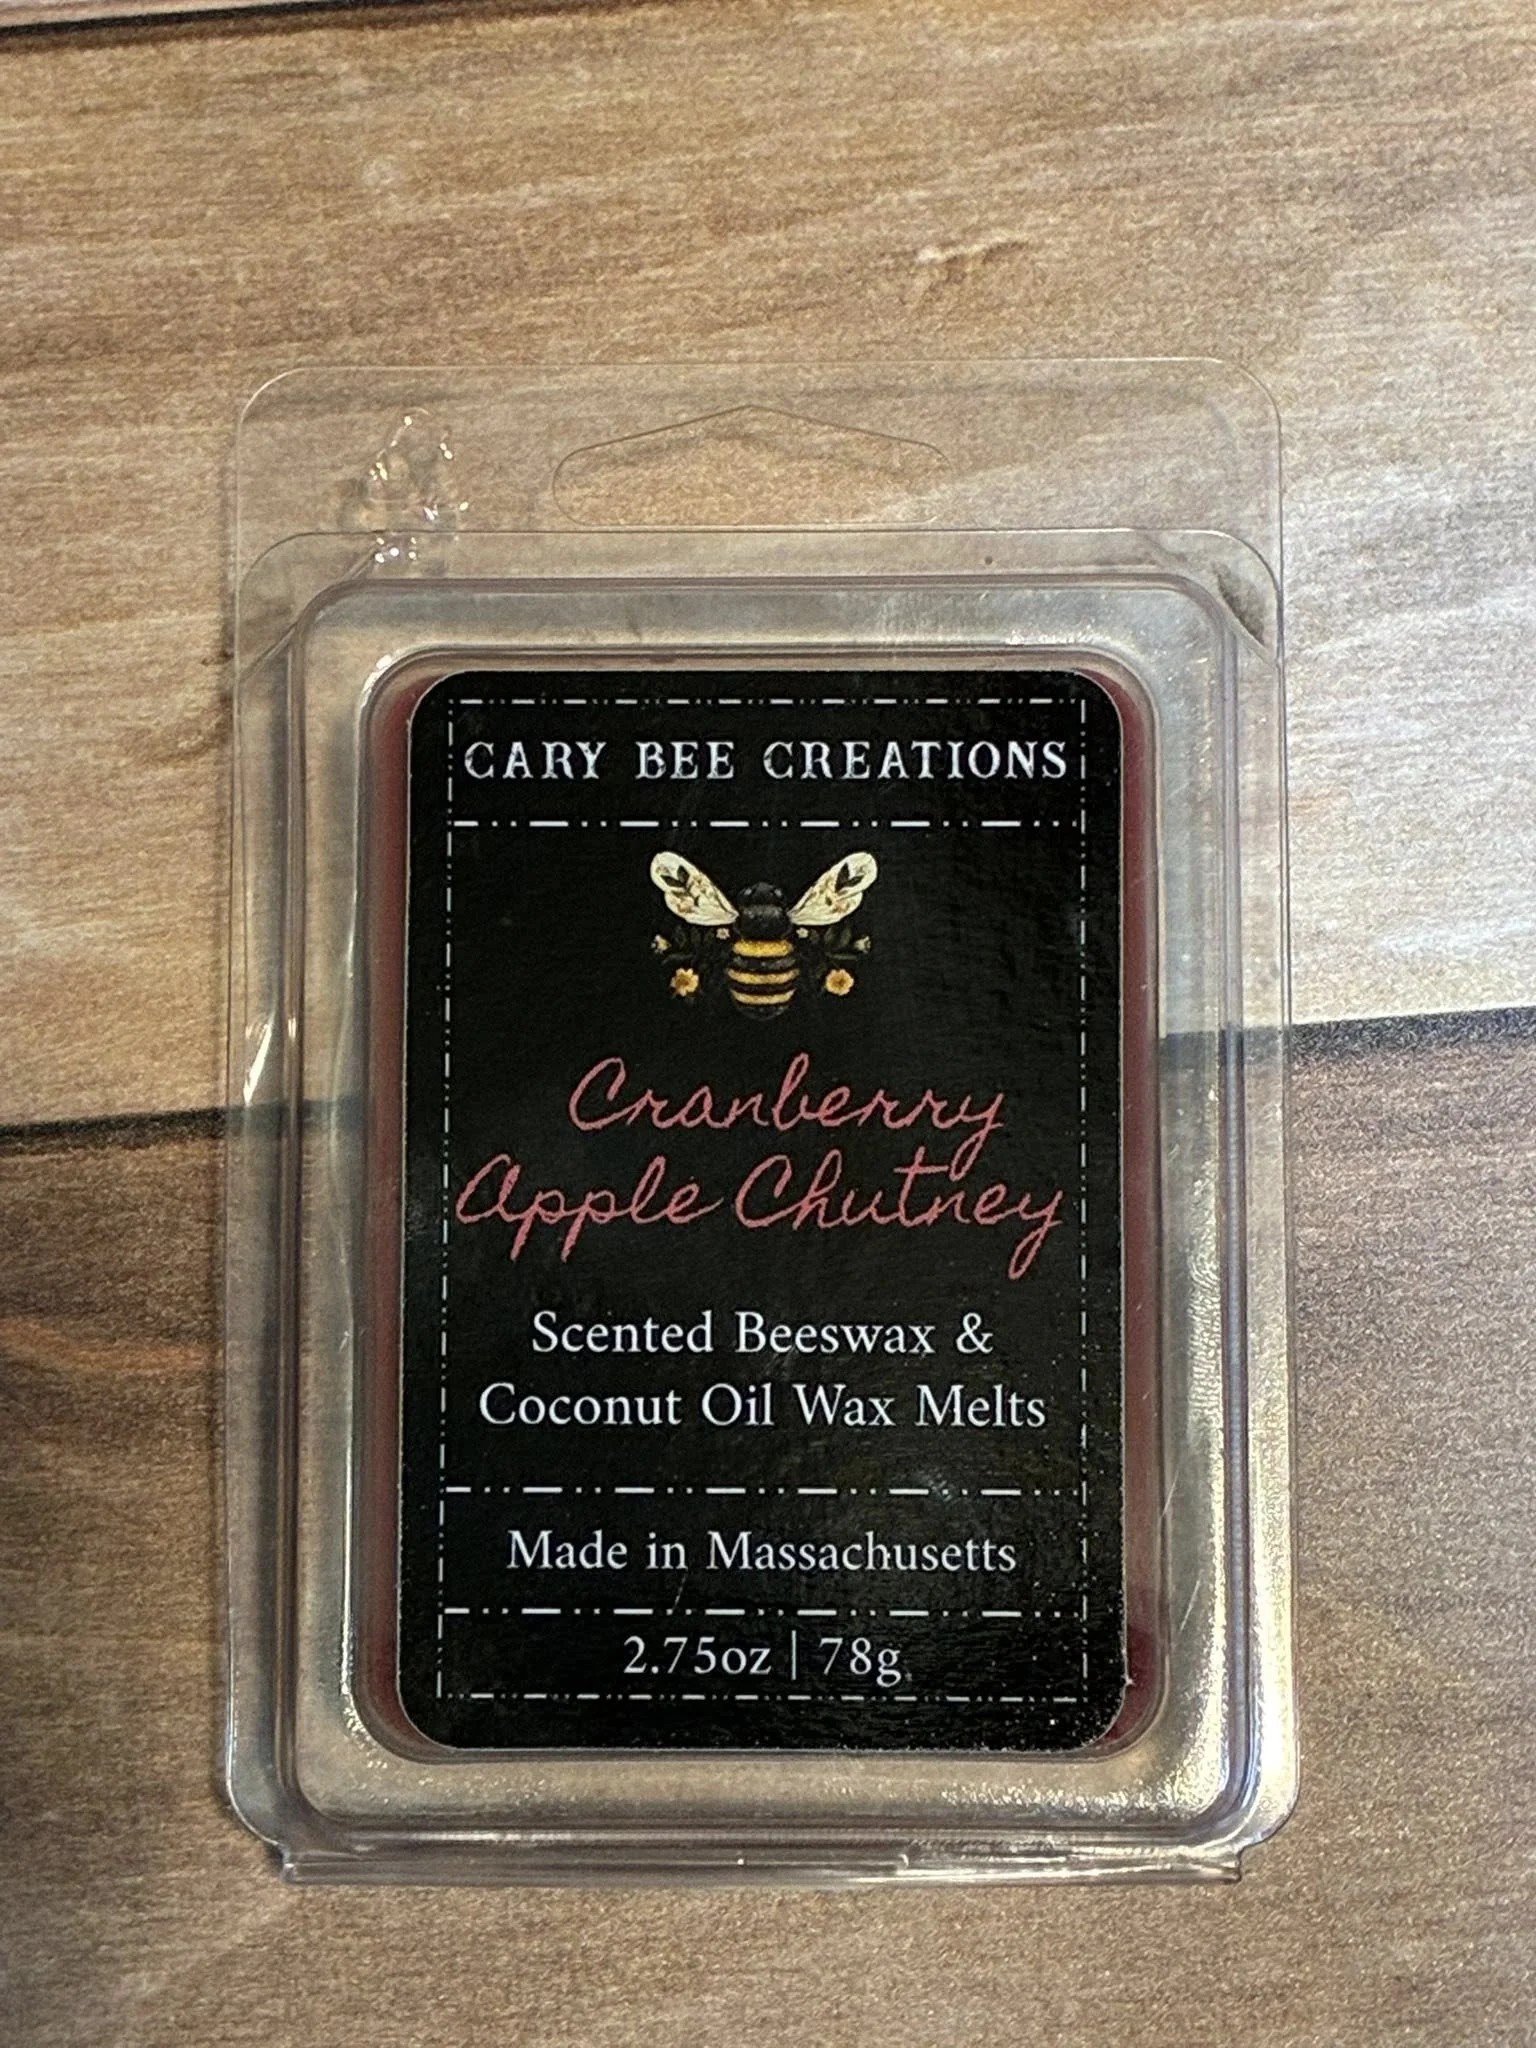 CARY BEE CREATIONS
Cranberry
Apple Chutney
Scented Beeswax &
Coconut Oil Wax Melts
Made in Massachusetts
2.75oz | 78g